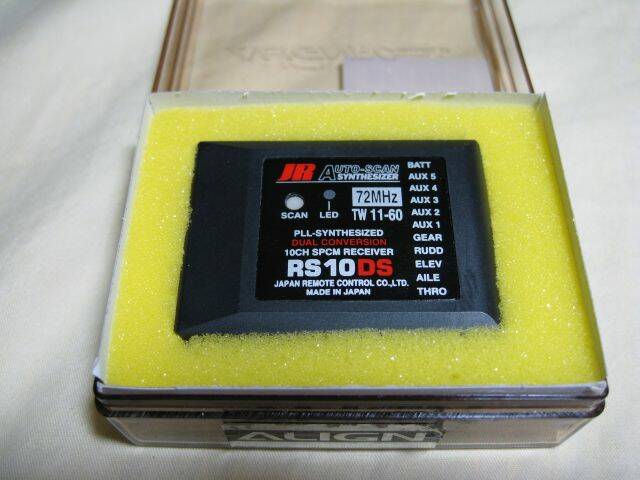 JR AUTO-SCAN SYNTHESIZER
72MHz
SCAN LED TW 11-60
PLL-SYNTHESIZED
DUAL CONVERSION
10CH SPCM RECEIVER
RS10DS
JAPAN REMOTE CONTROL CO.,LTD.
MADE IN JAPAN
BATT
AUX 5
AUX 4
AUX 3
AUX 2
AUX 1
GEAR
RUDD
ELEV
AILE
THRO
ALIGN